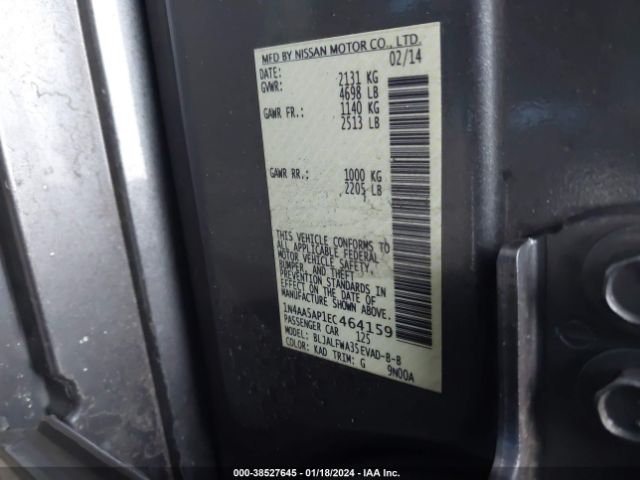 MFD BY NISSAN MOTOR CO., LTD.
DATE: 02/14
GVWR: 2131 KG
4698 LB
GAWR FR.: 1140 KG
2513 LB
GAWR RR.: 1000 KG
2205 LB
THIS VEHICLE CONFORMS TO
ALL APPLICABLE FEDERAL
MOTOR VEHICLE SAFETY,
BUMPER, AND THEFT
PREVENTION STANDARDS
IN EFFECT ON THE DATE OF
MANUFACTURE SHOWN ABOVE.
1N4AA5AP1EC464159
PASSENGER CAR 125
MODEL: BLJALFWA35EVAD-B-B
COLOR: KAD TRIM: G 9N00A
000-38527645 / 01/18/2024 - IAA Inc.